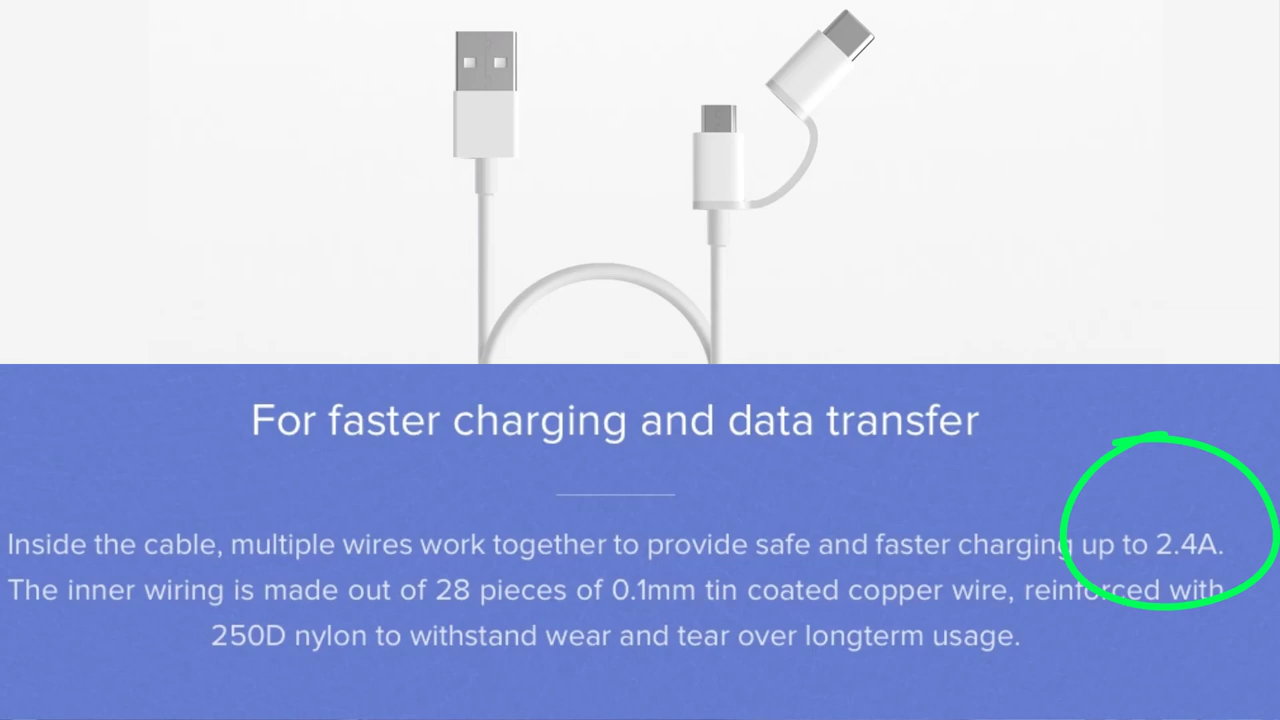 For faster charging and data transfer
Inside the cable, multiple wires work together to provide safe and faster charging up to 2.4A.
The inner wiring is made out of 28 pieces of 0.1mm tin coated copper wire, reinforced with
250D nylon to withstand wear and tear over longterm usage.